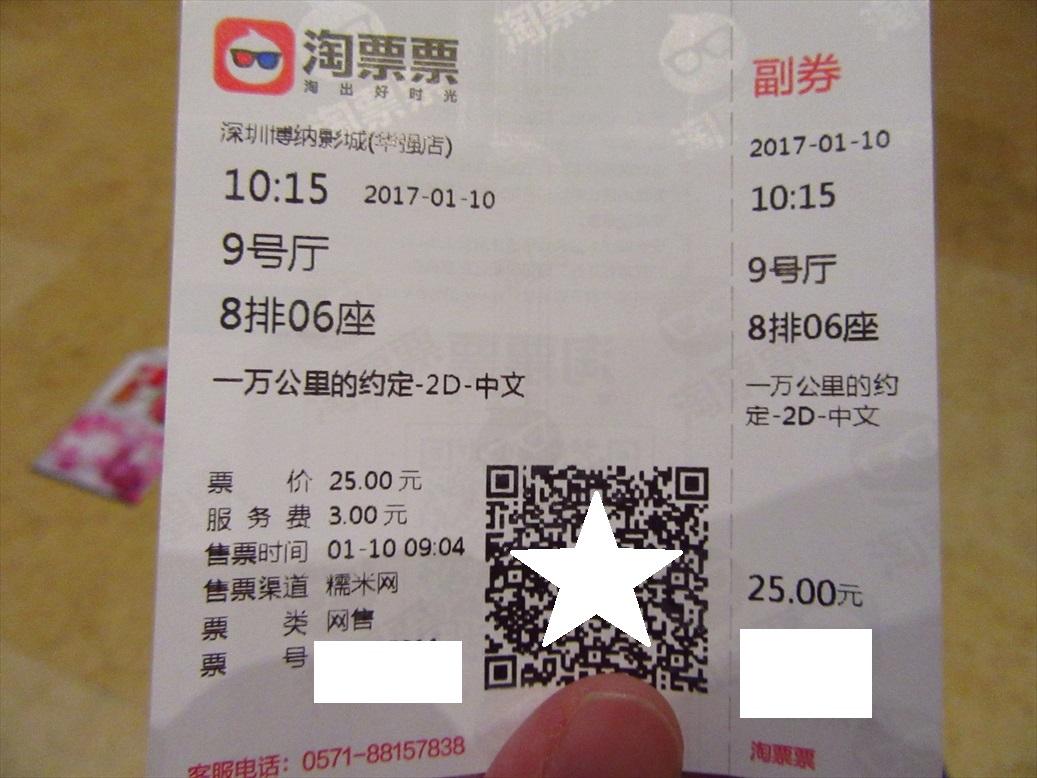 淘票票
淘出好时光
深圳博纳影城(华强店)
10:15 2017-01-10
9号厅
8排06座
一万公里的约定-2D-中文
票价 25.00元
服务费 3.00元
售票时间 01-10 09:04
售票渠道 糯米网
票类 网售
票号
客服电话：0571-88157838
副券
2017-01-10
10:15
9号厅
8排06座
一万公里的约
定-2D-中文
25.00元
淘票票